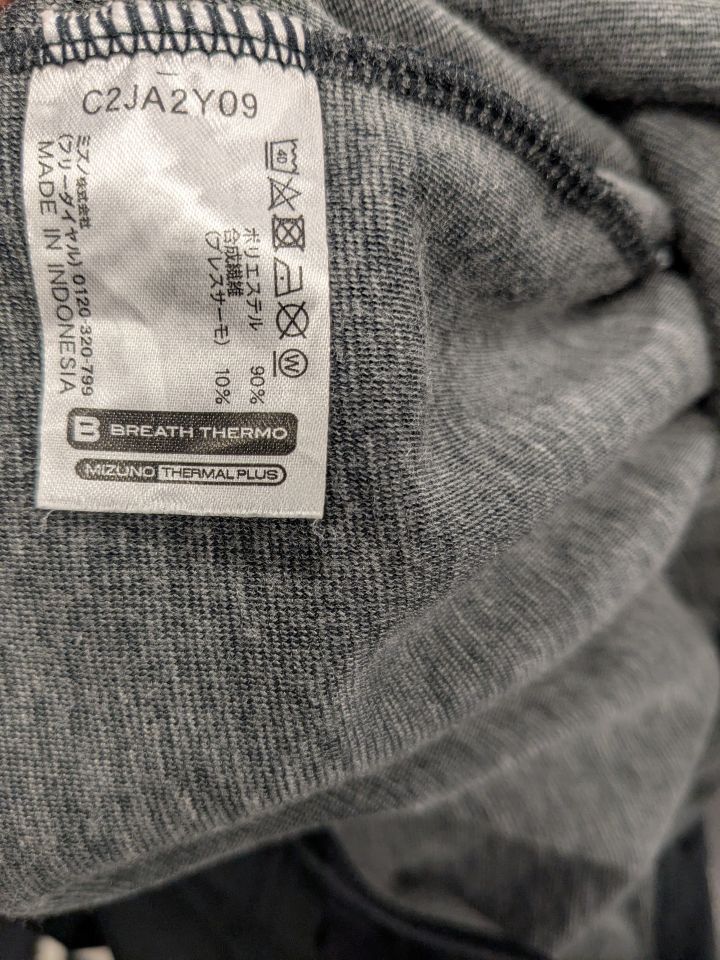 C2JA2Y09
40
W
ポリエステル 90%
合成繊維
(ブレスサーモ) 10%
ミズノ株式会社
(フリーダイヤル) 0120-320-799
MADE IN INDONESIA
B BREATH THERMO
MIZUNO THERMAL PLUS